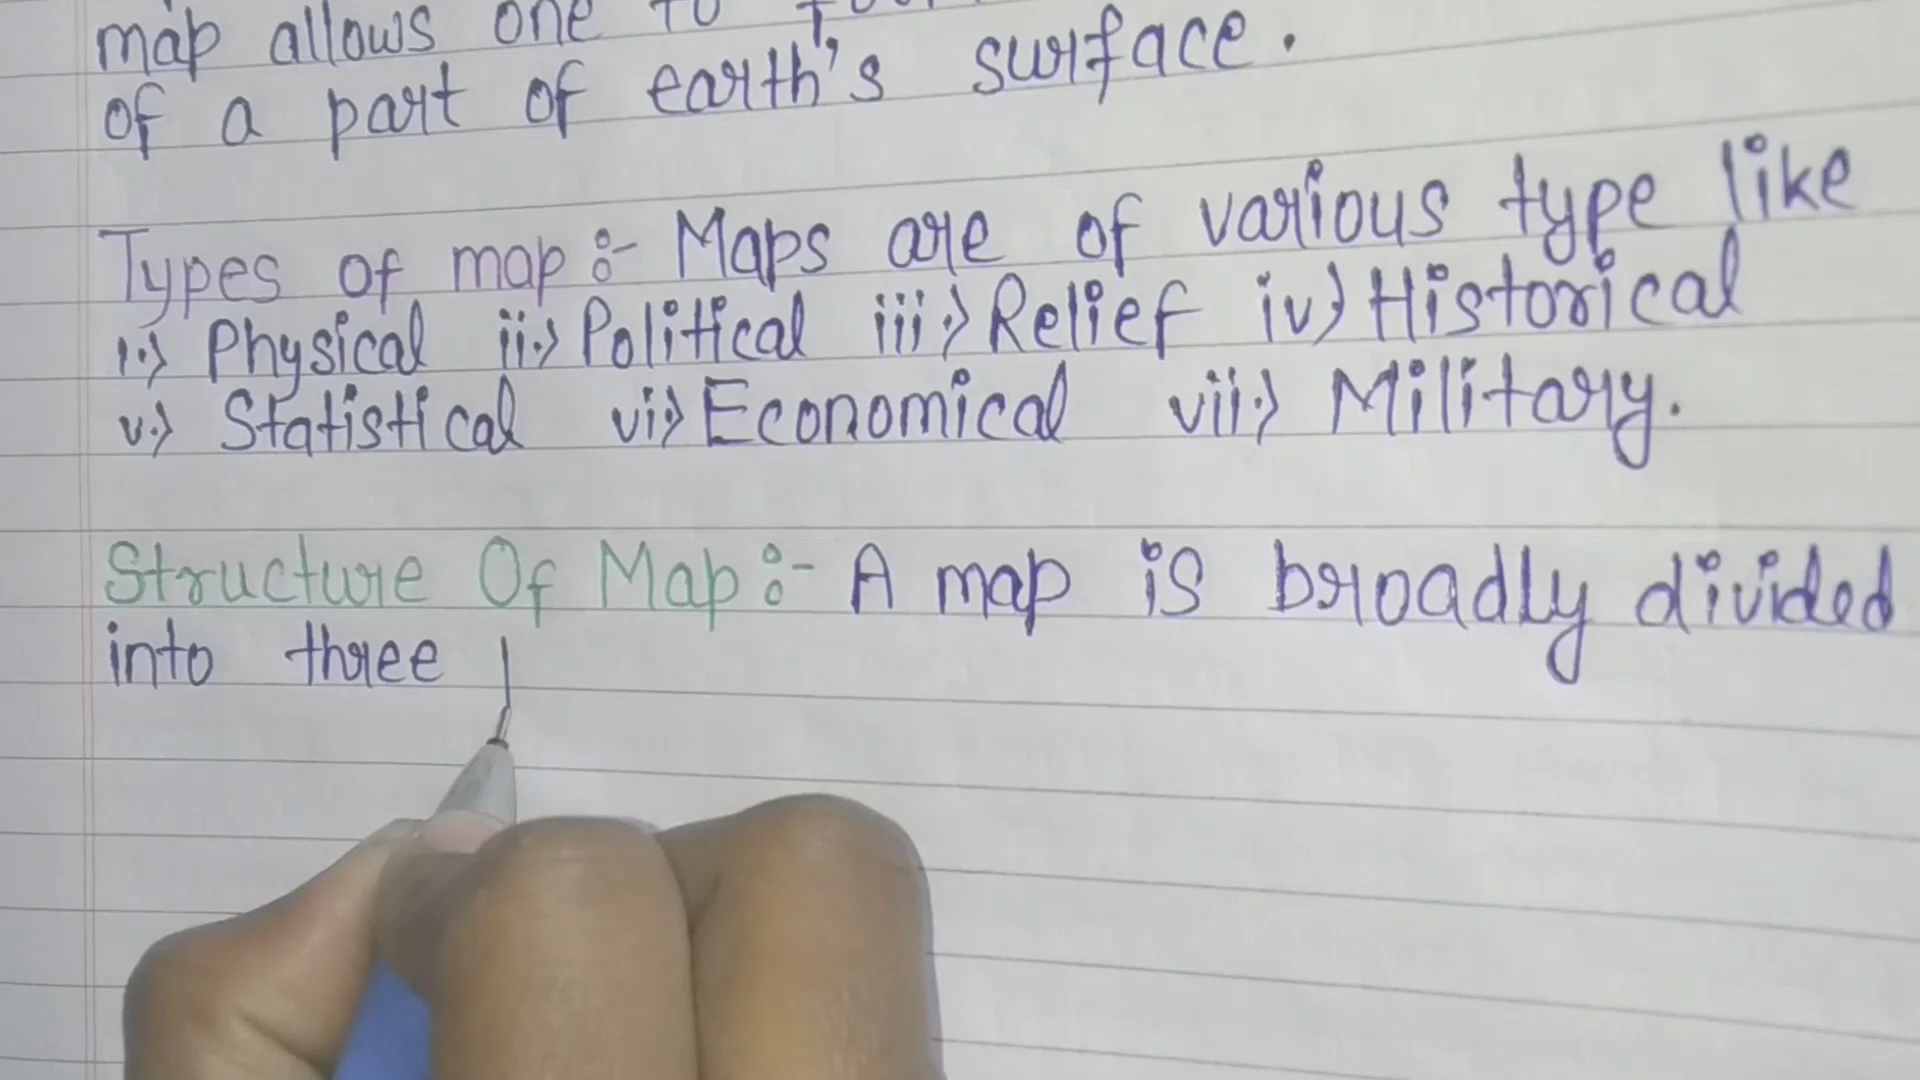 map allows one to
of a part of earth's surface.
Types of map :- Maps are of various type like
i.) Physical ii.) Political iii.) Relief iv) Historical
v.) Statistical vi) Economical vii.) Military.
Structure Of Map :- A map is broadly divided
into three